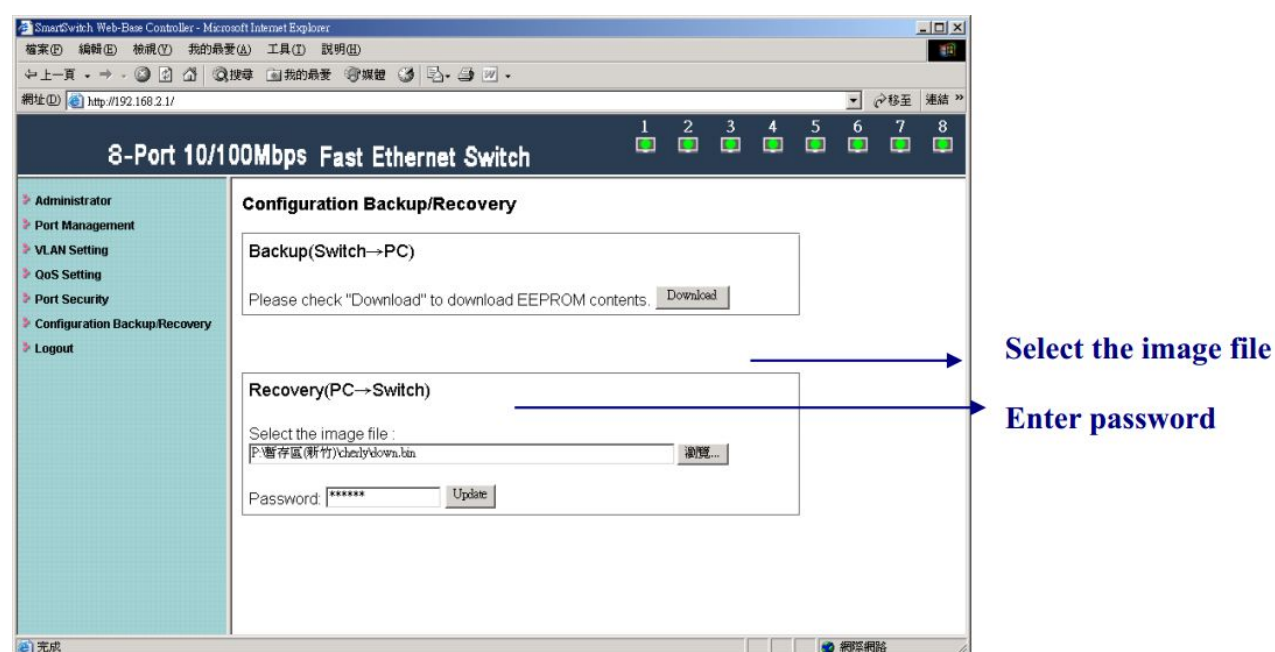 SmartSwitch Web-Base Controller - Microsoft Internet Explorer
檔案(F) 編輯(E) 檢視(V) 我的最愛(A) 工具(T) 說明(H)
上一頁 搜尋 我的最愛 媒體
網址(D) http://192.168.2.1/ 移至 連結 »
1 2 3 4 5 6 7 8
8-Port 10/100Mbps Fast Ethernet Switch
Administrator
Port Management
VLAN Setting
QoS Setting
Port Security
Configuration Backup/Recovery
Logout
Configuration Backup/Recovery
Backup(Switch→PC)
Please check "Download" to download EEPROM contents. Download
Recovery(PC→Switch)
Select the image file :
P:\暫存區(新竹)\cherly\down.bin 瀏覽...
Password: ****** Update
Select the image file
Enter password
完成 網際網路